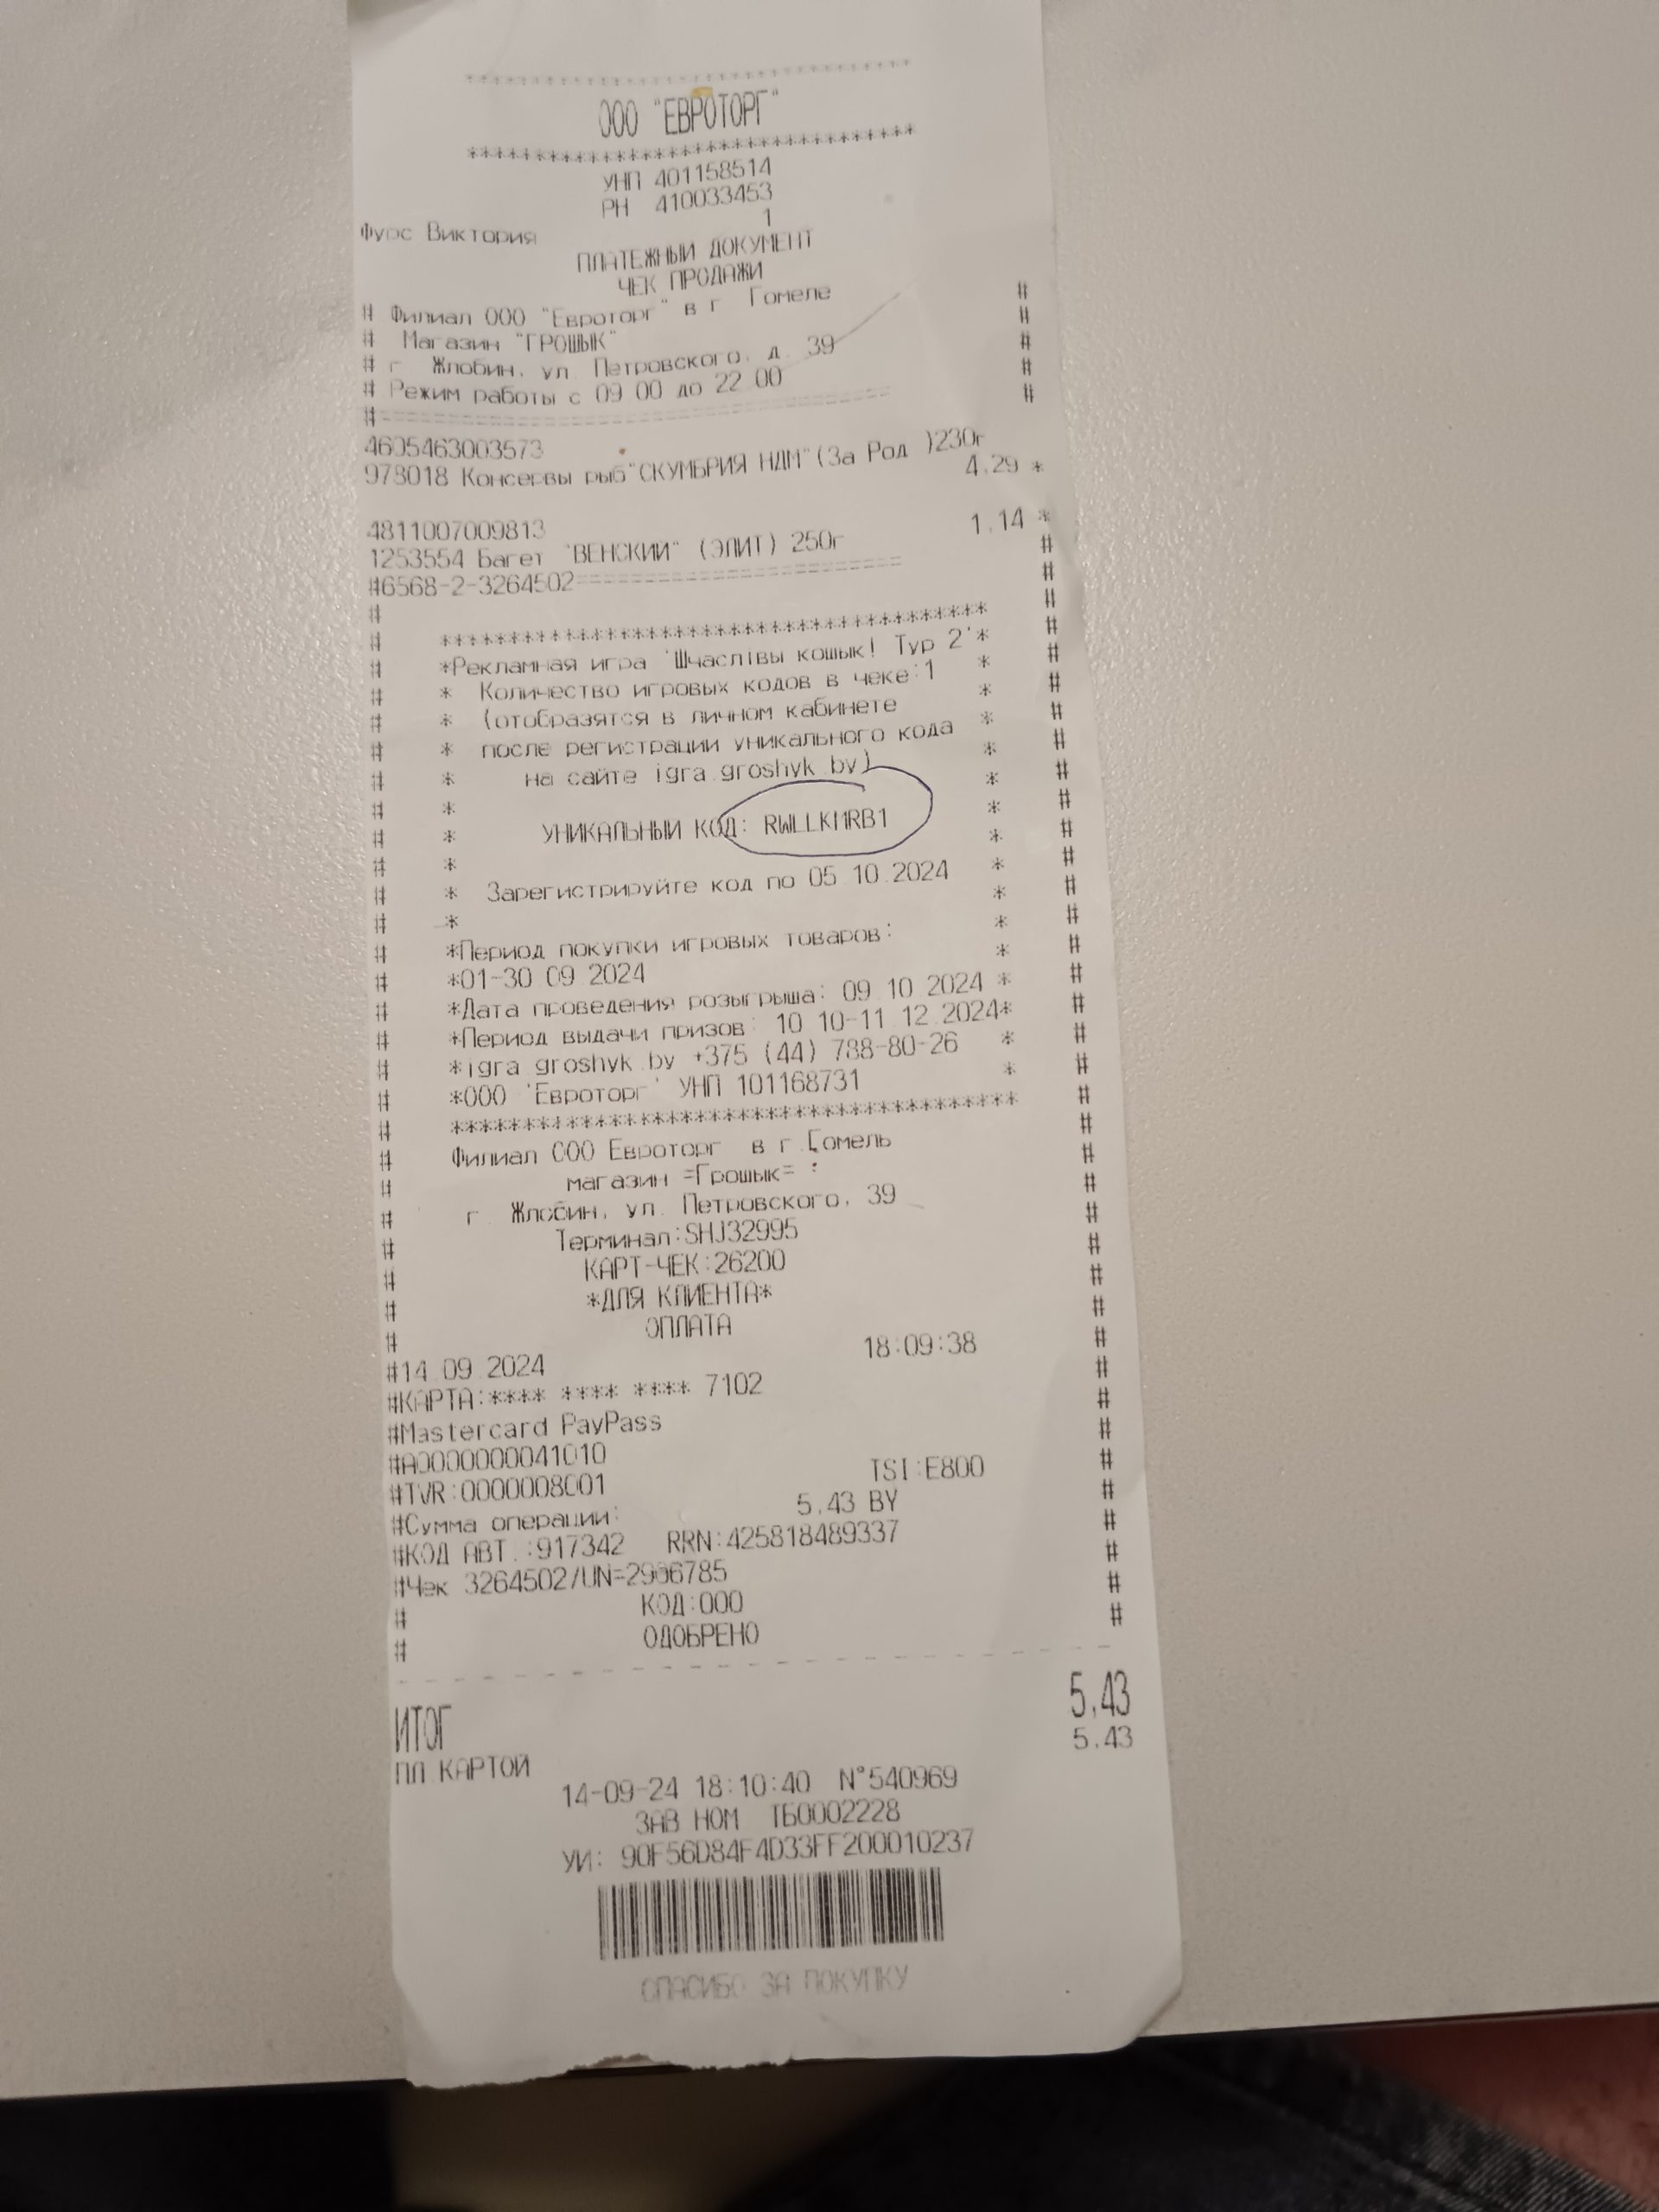 ********************************
ООО "ЕВРОТОРГ"
********************************
УНП 401158514
РН 410033453
Фурс Виктория 1
ПЛАТЕЖНЫЙ ДОКУМЕНТ
ЧЕК ПРОДАЖИ
# Филиал ООО "Евроторг" в г Гомеле #
# Магазин "ГРОШЫК" #
# г Жлобин, ул Петровского, д. 39 #
# Режим работы с 09 00 до 22 00 #
#
4605463003573
978018 Консервы рыб"СКУМБРИЯ НДМ"(За Род )230г
4.29 *
4811007009813
1253554 Багет "ВЕНСКИЙ" (ЭЛИТ) 250г 1.14 *
#6568-2-3264502
*Рекламная игра 'Шчаслівы кошык! Тур 2'*
* Количество игровых кодов в чеке:1 *
* (отобразятся в личном кабинете *
* после регистрации уникального кода *
* на сайте igra.groshyk.by) *
УНИКАЛЬНЫЙ КОД: RWLLKMRB1
* Зарегистрируйте код по 05 10.2024 *
*Период покупки игровых товаров:
*01-30 09 2024
*Дата проведения розыгрыша: 09 10 2024 *
*Период выдачи призов: 10 10-11 12.2024*
*igra groshyk.by +375 (44) 788-80-26 *
*ООО 'Евроторг' УНП 101168731 *
Филиал ООО Евроторг в г.Гомель
магазин =Грошык=
г Жлобин, ул. Петровского, 39
Терминал:SHJ32995
КАРТ-ЧЕК:26200
*ДЛЯ КЛИЕНТА*
ОПЛАТА
#14 09 2024 18:09:38
#КАРТА:**** **** **** 7102
#Mastercard PayPass
#A0000000041010
#TVR:0000008001 TSI:E800
#Сумма операции: 5.43 BY
#КОД АВТ.:917342 RRN:425818489337
#Чек 3264502/UN=2966785
# КОД:000 #
# ОДОБРЕНО #
ИТОГ 5.43
ПЛ.КАРТОЙ 5.43
14-09-24 18:10:40 N°540969
ЗАВ НОМ ТБ0002228
УИ: 90F56D84F4D33FF200010237
СПАСИБО ЗА ПОКУПКУ